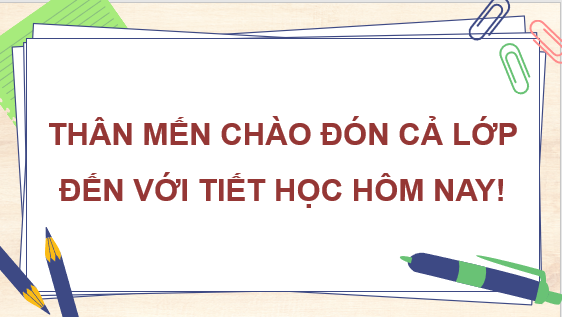 THÂN MẾN CHÀO ĐÓN CẢ LỚP
ĐẾN VỚI TIẾT HỌC HÔM NAY!